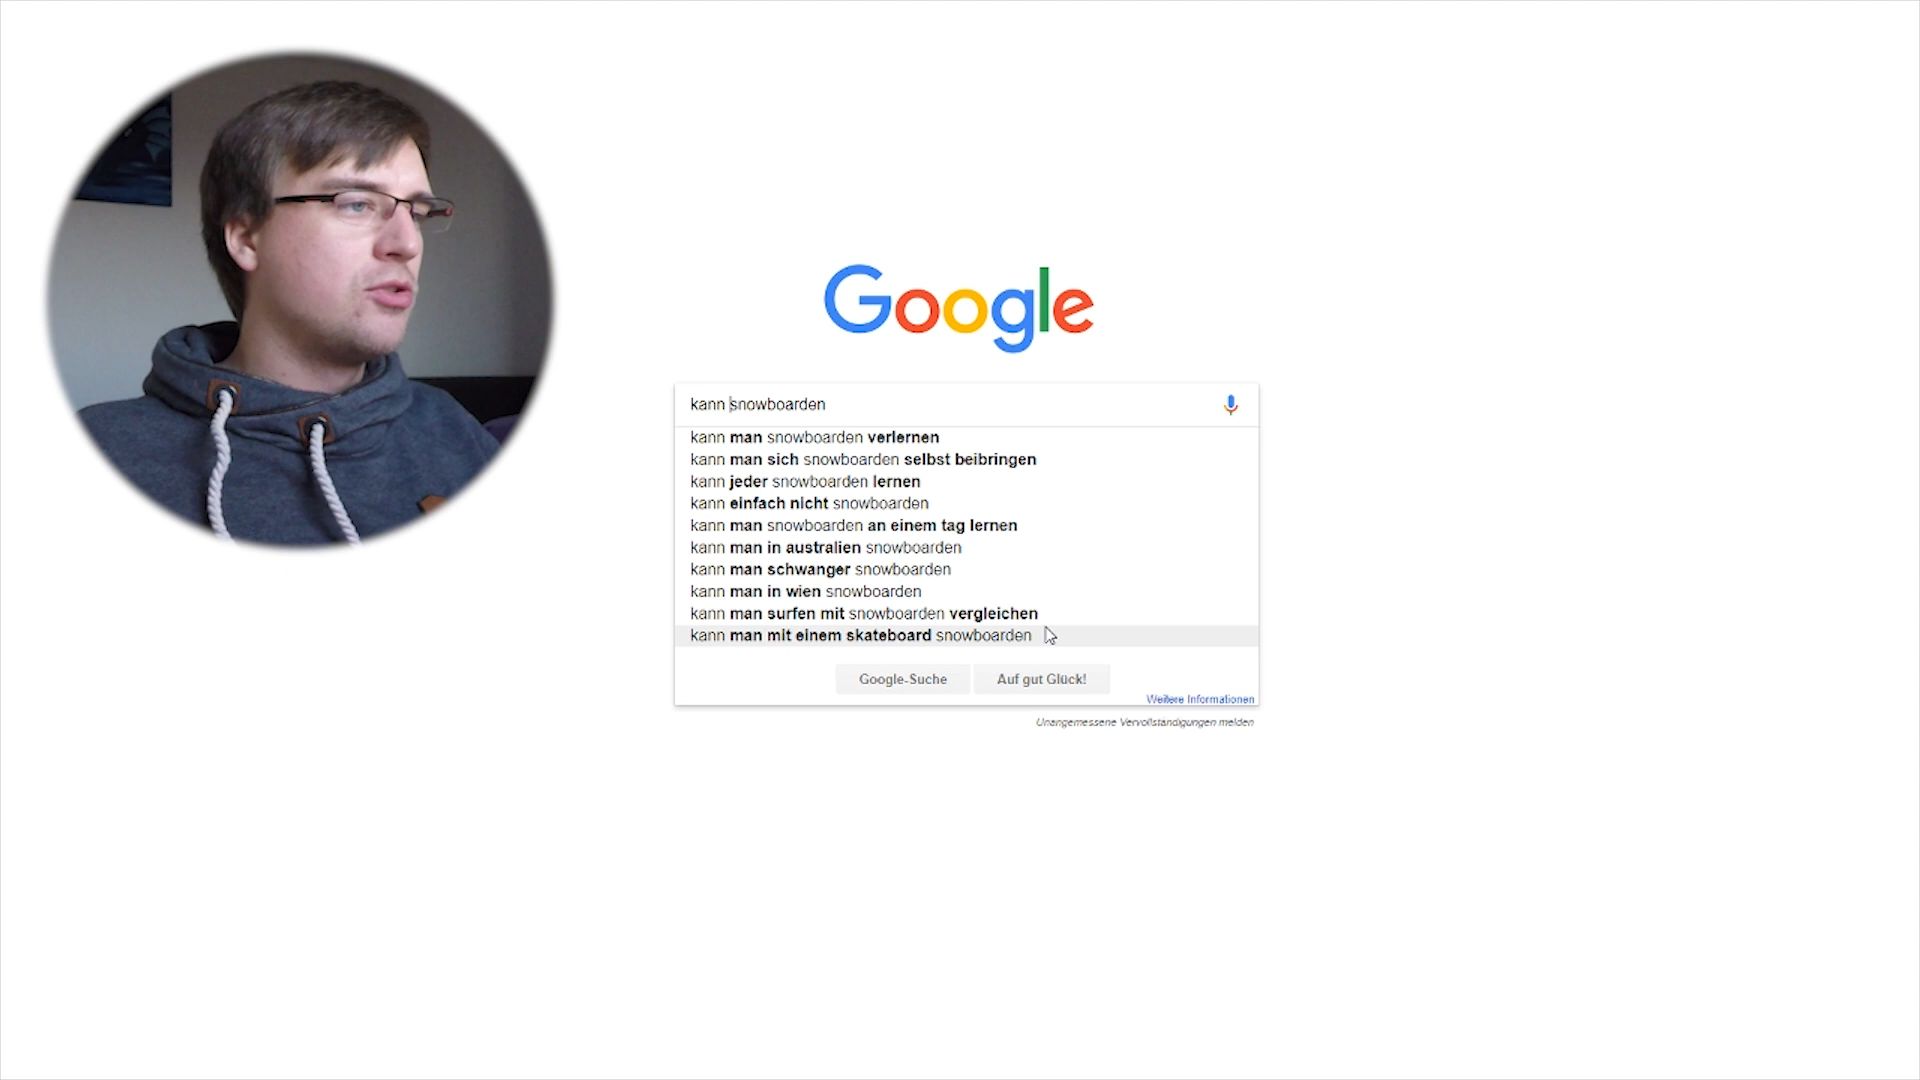 Google
kann snowboarden
kann man snowboarden verlernen
kann man sich snowboarden selbst beibringen
kann jeder snowboarden lernen
kann einfach nicht snowboarden
kann man snowboarden an einem tag lernen
kann man in australien snowboarden
kann man schwanger snowboarden
kann man in wien snowboarden
kann man surfen mit snowboarden vergleichen
kann man mit einem skateboard snowboarden
Google-Suche Auf gut Glück!
Weitere Informationen
Unangemessene Vervollständigungen melden